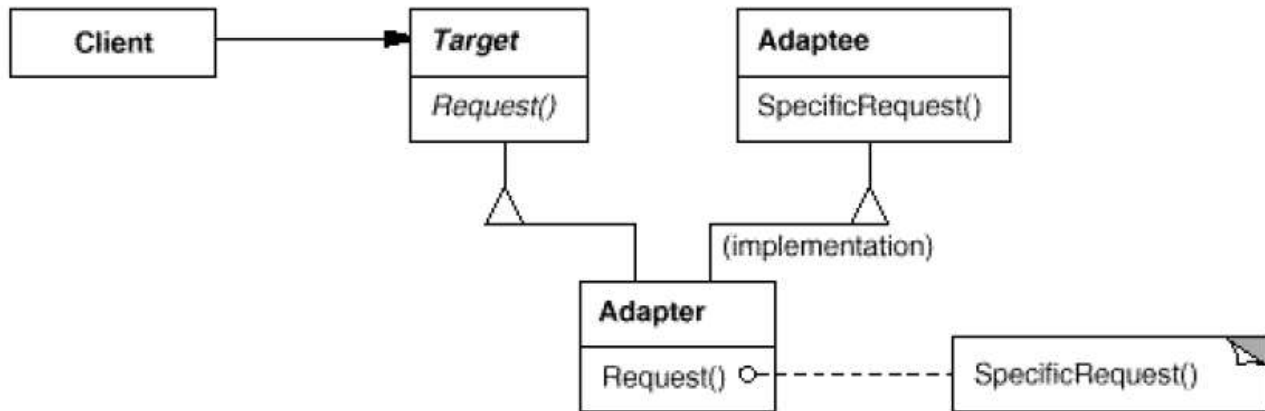 Client
Target
Adaptee
Request()
SpecificRequest()
(implementation)
Adapter
Request()
SpecificRequest()